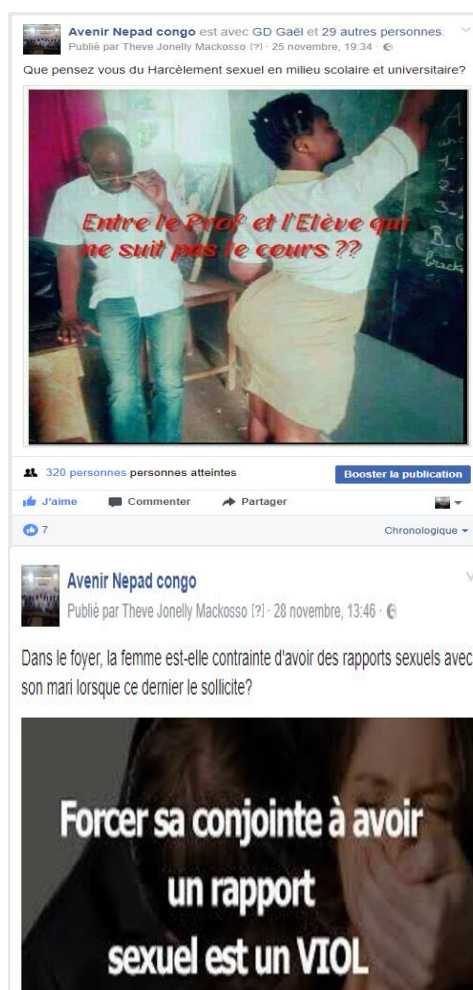 Avenir Nepad congo est avec GD Gaël et 29 autres personnes.
Publié par Theve Jonelly Mackosso [?] · 25 novembre, 19:34 ·
Que pensez vous du Harcèlement sexuel en milieu scolaire et universitaire?
Entre le Prof et l'Elève qui
ne suit pas le cours ??
320 personnes personnes atteintes
Booster la publication
J'aime Commenter Partager
7 Chronologique
Avenir Nepad congo
Publié par Theve Jonelly Mackosso [?] · 28 novembre, 13:46 ·
Dans le foyer, la femme est-elle contrainte d'avoir des rapports sexuels avec
son mari lorsque ce dernier le sollicite?
Forcer sa conjointe à avoir
un rapport
sexuel est un VIOL